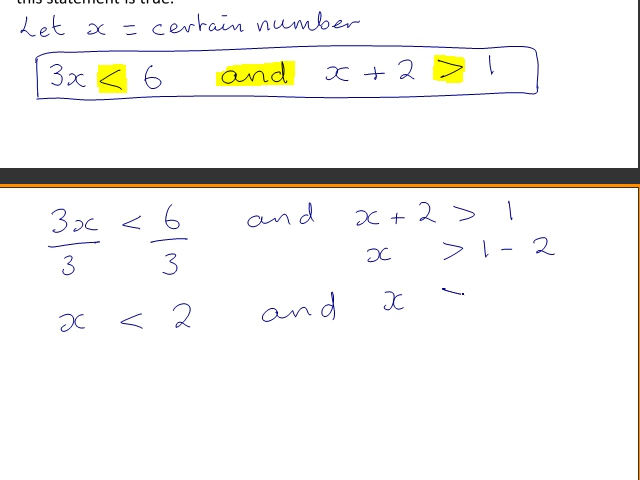 this statement is true.
Let x = certain number
3x < 6 and x + 2 > 1
3x < 6 and x + 2 > 1
3 3 x > 1 - 2
x < 2 and x